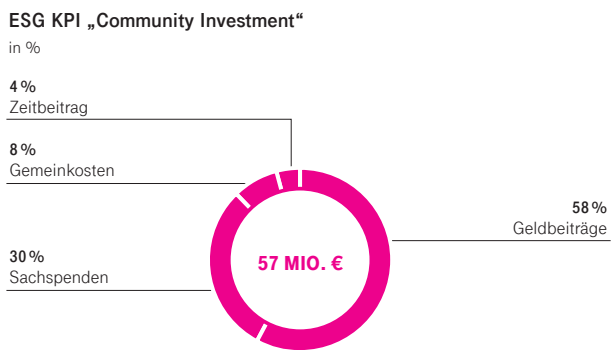 ESG KPI „Community Investment“
in %
4 %
Zeitbeitrag
8 %
Gemeinkosten
58 %
Geldbeiträge
30 %
Sachspenden
57 MIO. €